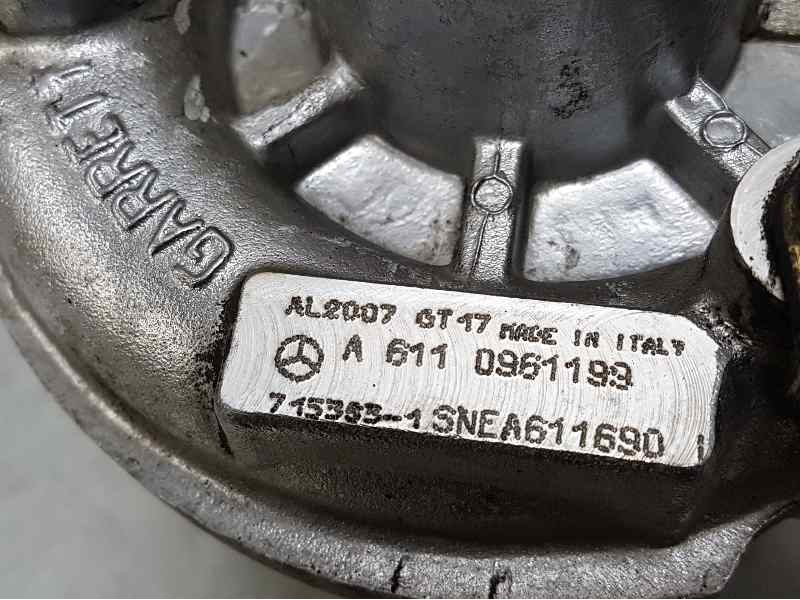 GARRETT
AL2007 GT17 MADE IN ITALY
A 611 0961199
715383-1 SNEA611690